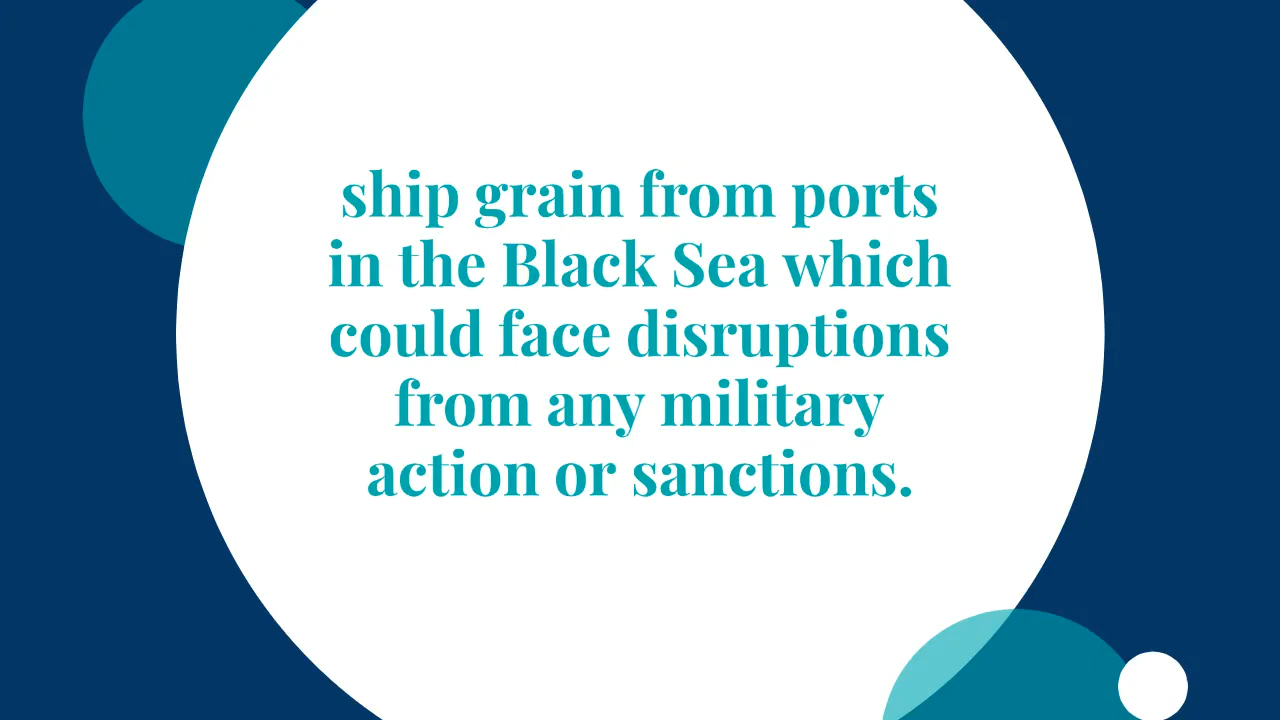 ship grain from ports
in the Black Sea which
could face disruptions
from any military
action or sanctions.